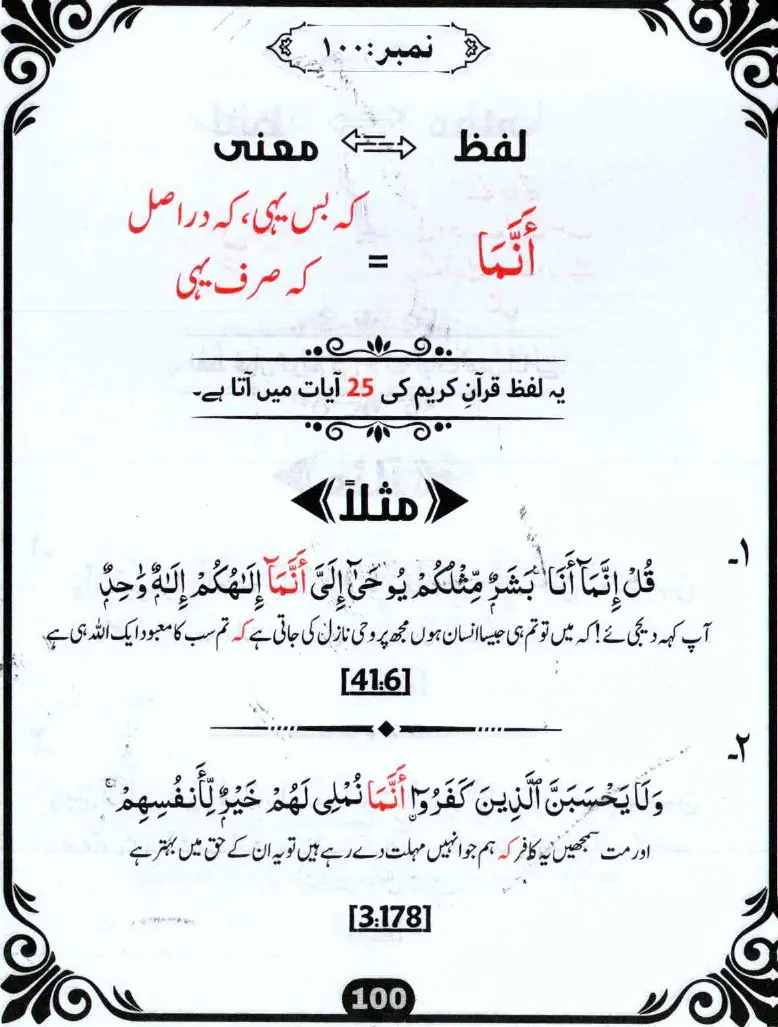 نمبر:۱۰۰
لفظ معنی
أَنَّمَا = کہ بس یہی، کہ دراصل
کہ صرف یہی
یہ لفظ قرآنِ کریم کی 25 آیات میں آتا ہے۔
مثلاً
۱۔
قُلْ إِنَّمَآ أَنَا۠ بَشَرٌ مِّثْلُكُمْ يُوحَىٰٓ إِلَىَّ أَنَّمَآ إِلَـٰهُكُمْ إِلَـٰهٌ وَٰحِدٌ
آپ کہہ دیجئے! کہ میں تو تم ہی جیسا انسان ہوں مجھ پر وحی نازل کی جاتی ہے کہ تم سب کا معبود ایک اللہ ہی ہے
[41:6]
۲۔
وَلَا يَحْسَبَنَّ ٱلَّذِينَ كَفَرُوٓا۟ أَنَّمَا نُمْلِى لَهُمْ خَيْرٌ لِّأَنفُسِهِمْ ۚ
اور مت سمجھیں یہ کافر کہ ہم جو انہیں مہلت دے رہے ہیں تو یہ ان کے حق میں بہتر ہے
[3:178]
100